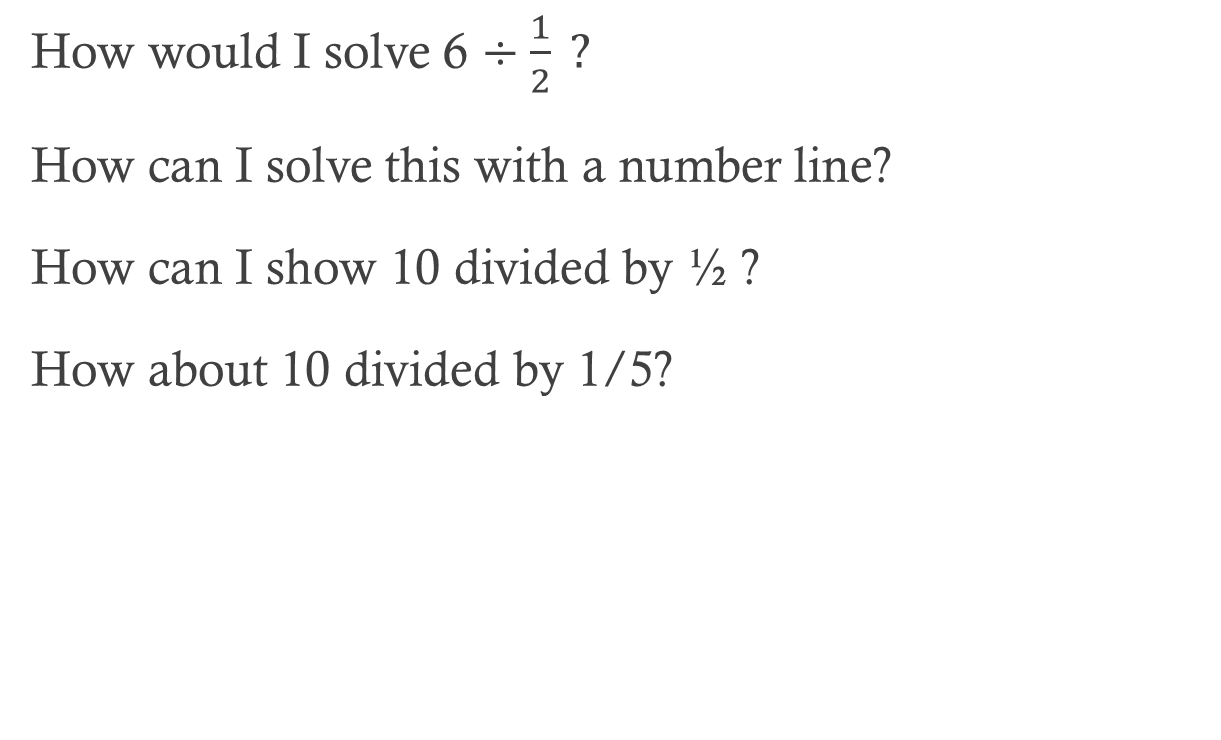 How would I solve 6 ÷ 1/2 ?
How can I solve this with a number line?
How can I show 10 divided by ½ ?
How about 10 divided by 1/5?